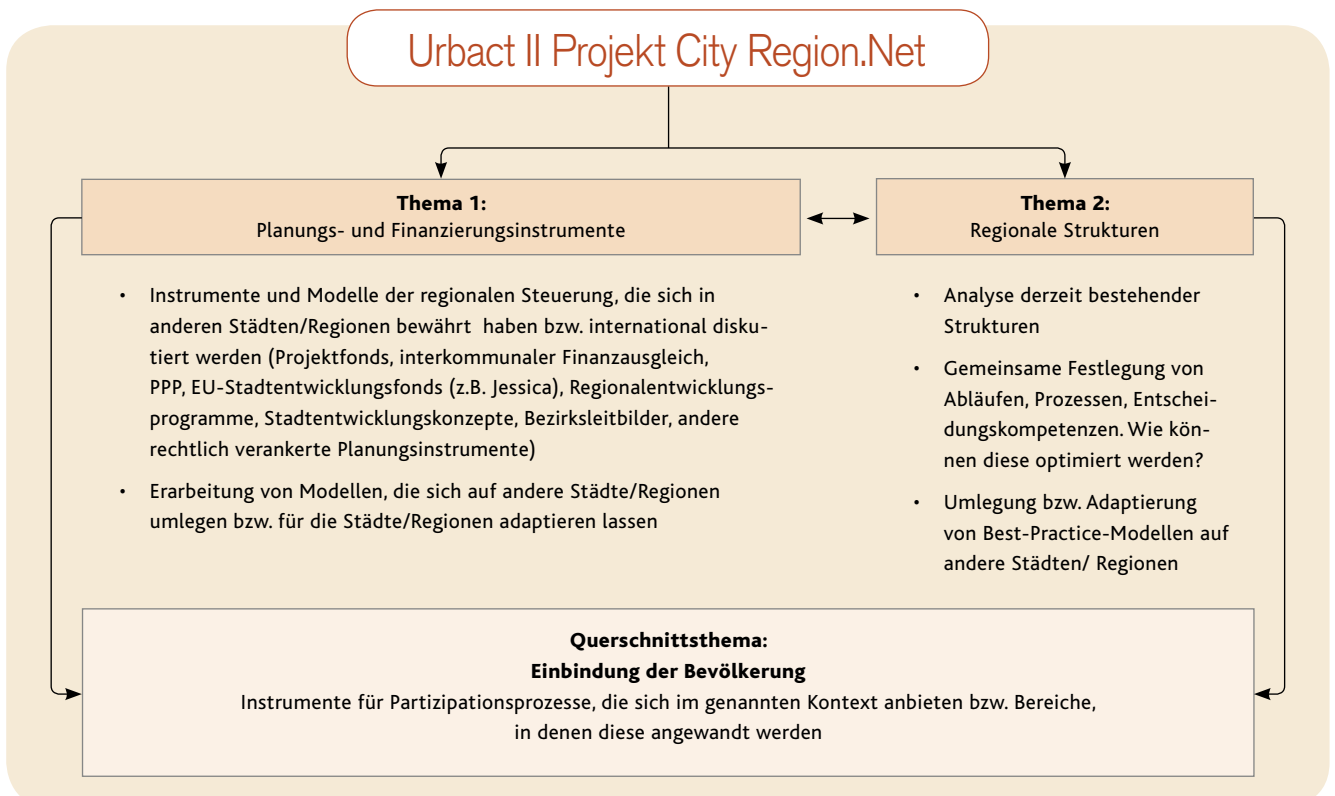 Urbact II Projekt City Region.Net
Thema 1:
Planungs- und Finanzierungsinstrumente
• Instrumente und Modelle der regionalen Steuerung, die sich in
anderen Städten/Regionen bewährt haben bzw. international disku-
tiert werden (Projektfonds, interkommunaler Finanzausgleich,
PPP, EU-Stadtentwicklungsfonds (z.B. Jessica), Regionalentwicklungs-
programme, Stadtentwicklungskonzepte, Bezirksleitbilder, andere
rechtlich verankerte Planungsinstrumente)
• Erarbeitung von Modellen, die sich auf andere Städte/Regionen
umlegen bzw. für die Städte/Regionen adaptieren lassen
Thema 2:
Regionale Strukturen
• Analyse derzeit bestehender
Strukturen
• Gemeinsame Festlegung von
Abläufen, Prozessen, Entschei-
dungskompetenzen. Wie kön-
nen diese optimiert werden?
• Umlegung bzw. Adaptierung
von Best-Practice-Modellen auf
andere Städten/ Regionen
Querschnittsthema:
Einbindung der Bevölkerung
Instrumente für Partizipationsprozesse, die sich im genannten Kontext anbieten bzw. Bereiche,
in denen diese angewandt werden